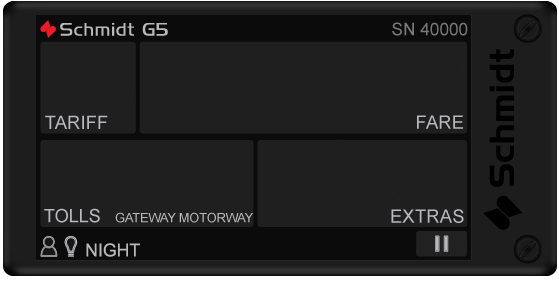 Schmidt G5 SN 40000
TARIFF FARE
TOLLS GATEWAY MOTORWAY EXTRAS
NIGHT
Schmidt